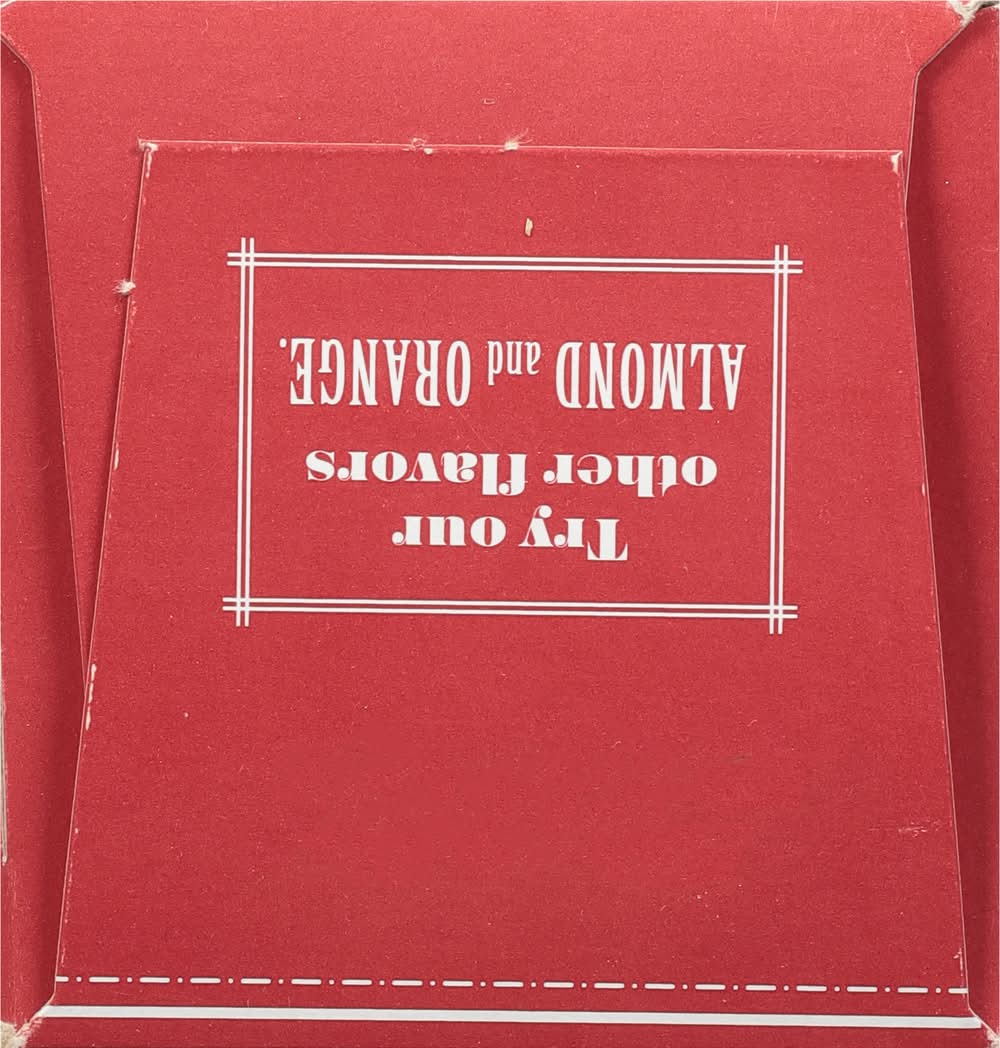 Try our
other flavors
ALMOND and ORANGE.